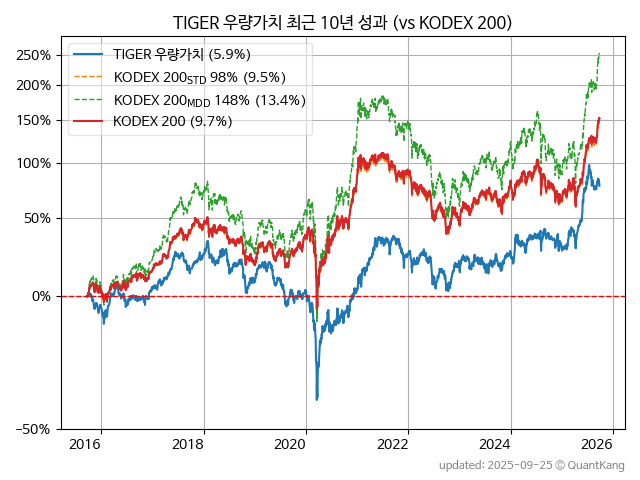 TIGER 우량가치 최근 10년 성과 (vs KODEX 200)
TIGER 우량가치 (5.9%)
KODEX 200STD 98% (9.5%)
KODEX 200MDD 148% (13.4%)
KODEX 200 (9.7%)
250%
200%
150%
100%
50%
0%
−50%
2016 2018 2020 2022 2024 2026
updated: 2025-09-25 © QuantKang